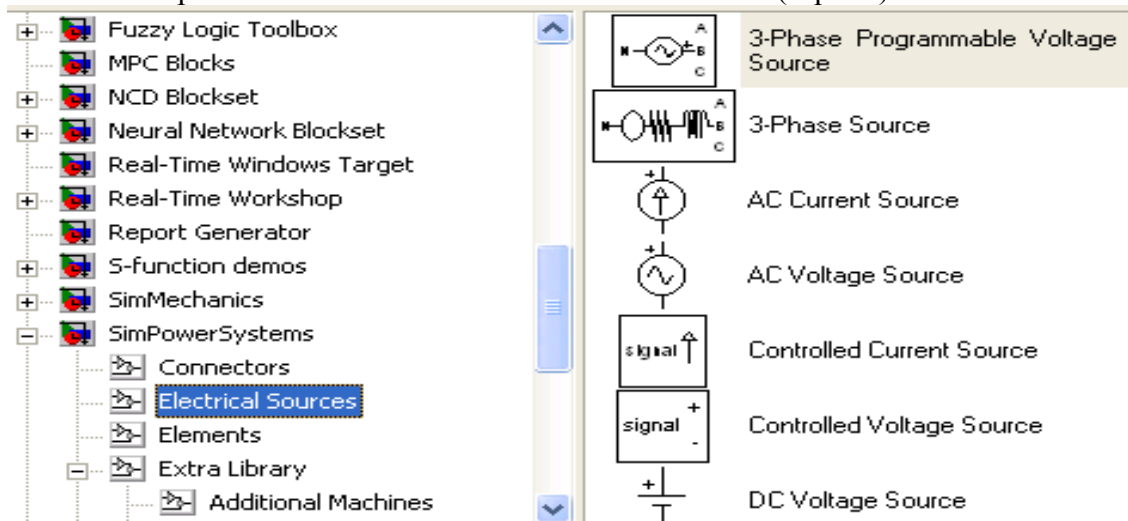 Fuzzy Logic Toolbox
MPC Blocks
NCD Blockset
Neural Network Blockset
Real-Time Windows Target
Real-Time Workshop
Report Generator
S-function demos
SimMechanics
SimPowerSystems
Connectors
Electrical Sources
Elements
Extra Library
Additional Machines
N A B C
3-Phase Programmable Voltage
Source
N A B C
3-Phase Source
+
AC Current Source
+
AC Voltage Source
signal
Controlled Current Source
signal + -
Controlled Voltage Source
+
DC Voltage Source